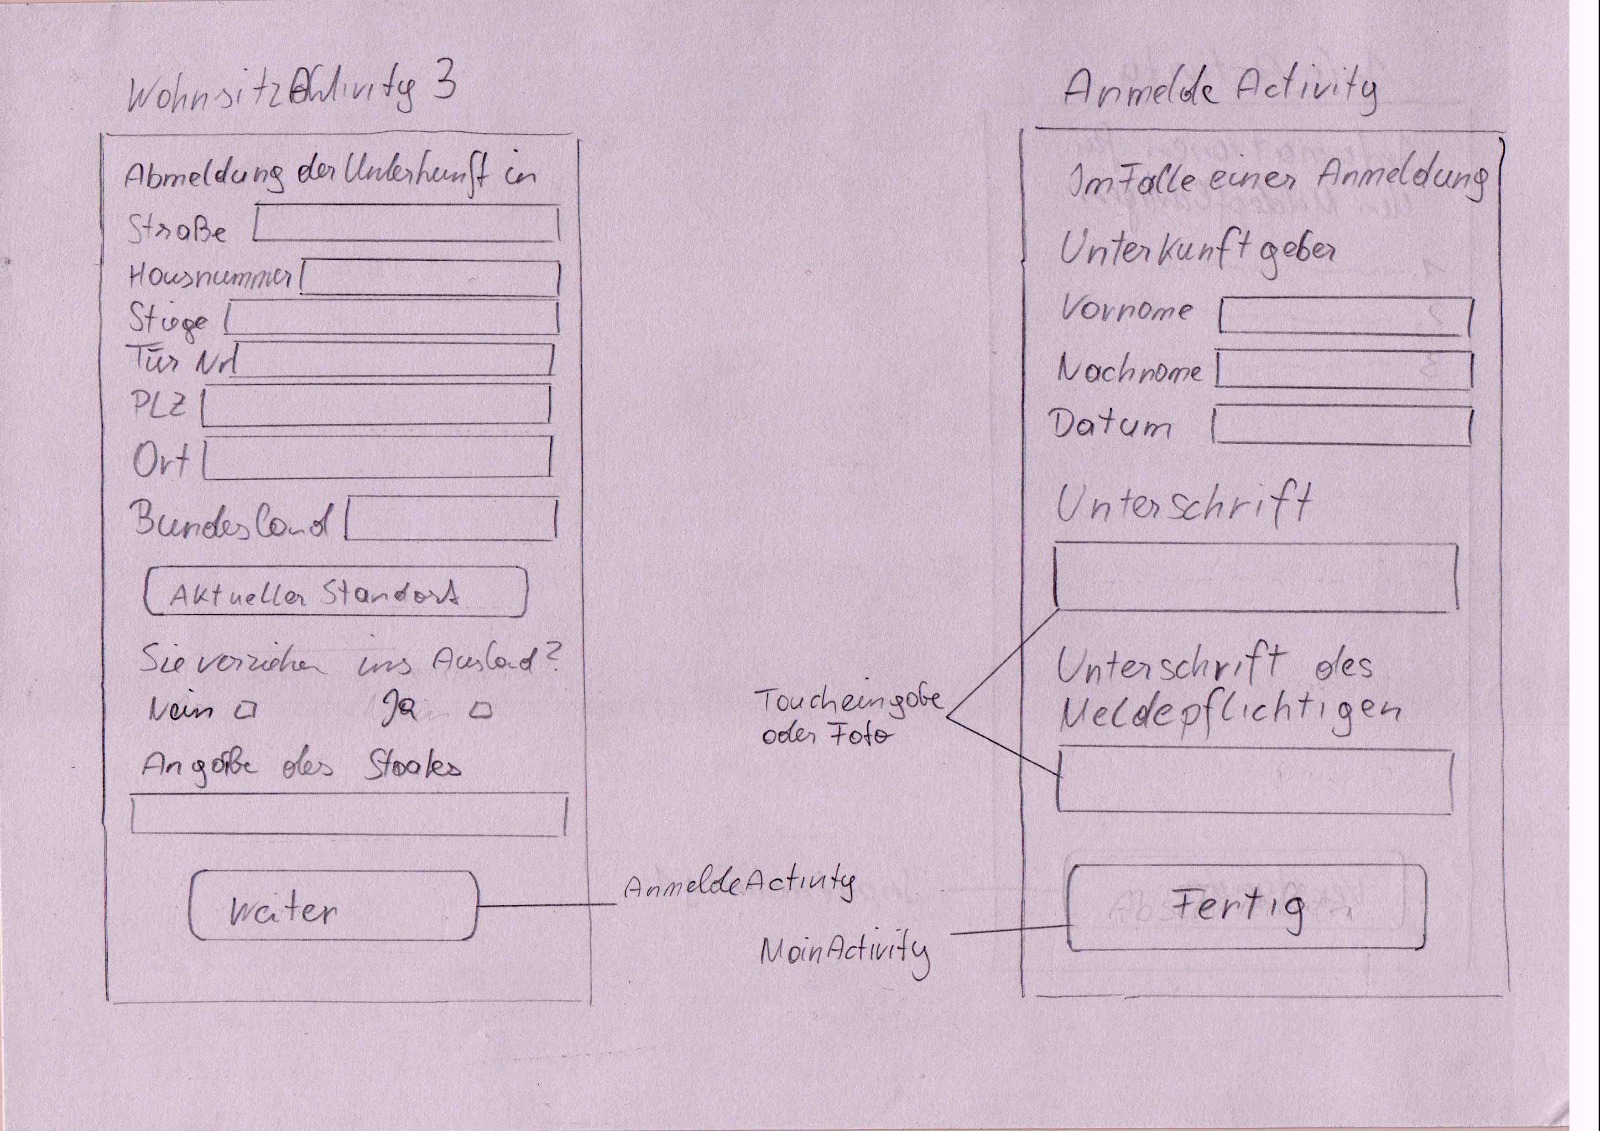 WohnsitzActivity 3
Abmeldung der Unterkunft in
Straße
Hausnummer
Stiege
Tür Nr
PLZ
Ort
Bundesland
Aktueller Standort
Sie verziehen ins Ausland?
Nein Ja
Angabe des Staates
Weiter
AnmeldeActivity
Toucheingabe
oder Foto
MainActivity
Anmelde Activity
Im Falle einer Anmeldung
Unterkunftgeber
Vorname
Nachname
Datum
Unterschrift
Unterschrift des
Meldepflichtigen
Fertig